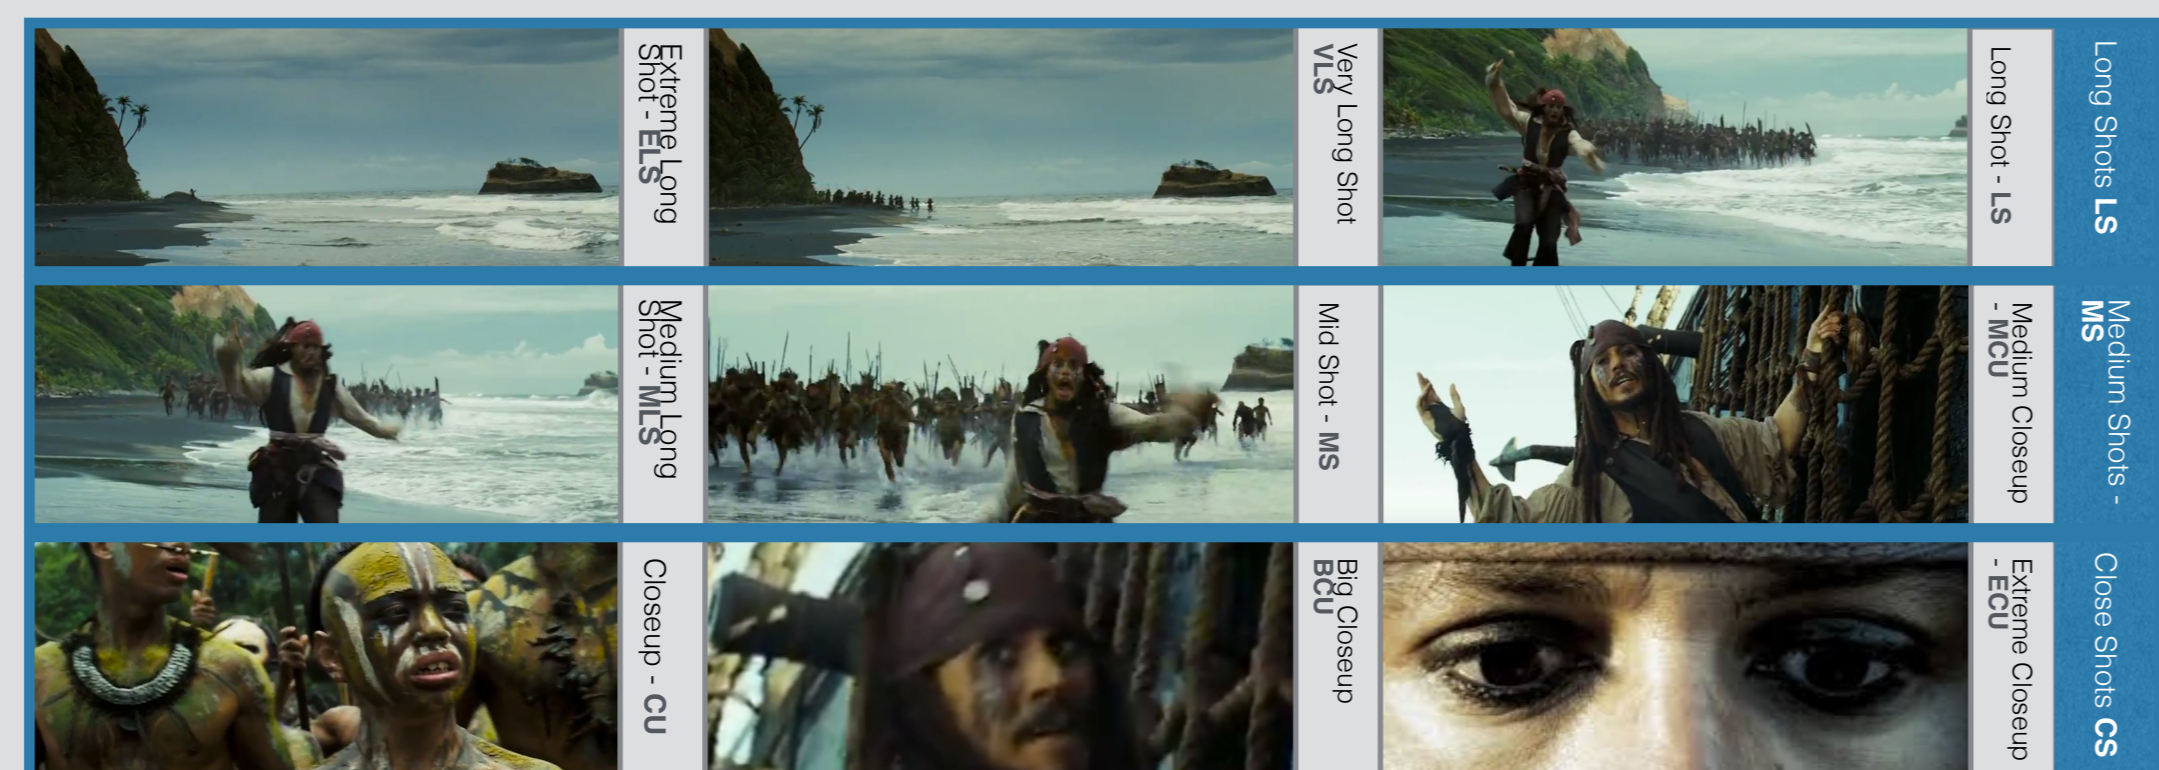 Extreme Long
Shot - ELS
Very Long Shot
VLS
Long Shot - LS
Long Shots LS
Medium Long
Shot - MLS
Mid Shot - MS
Medium Closeup
- MCU
Medium Shots -
MS
Closeup - CU
Big Closeup
BCU
Extreme Closeup
- ECU
Close Shots CS